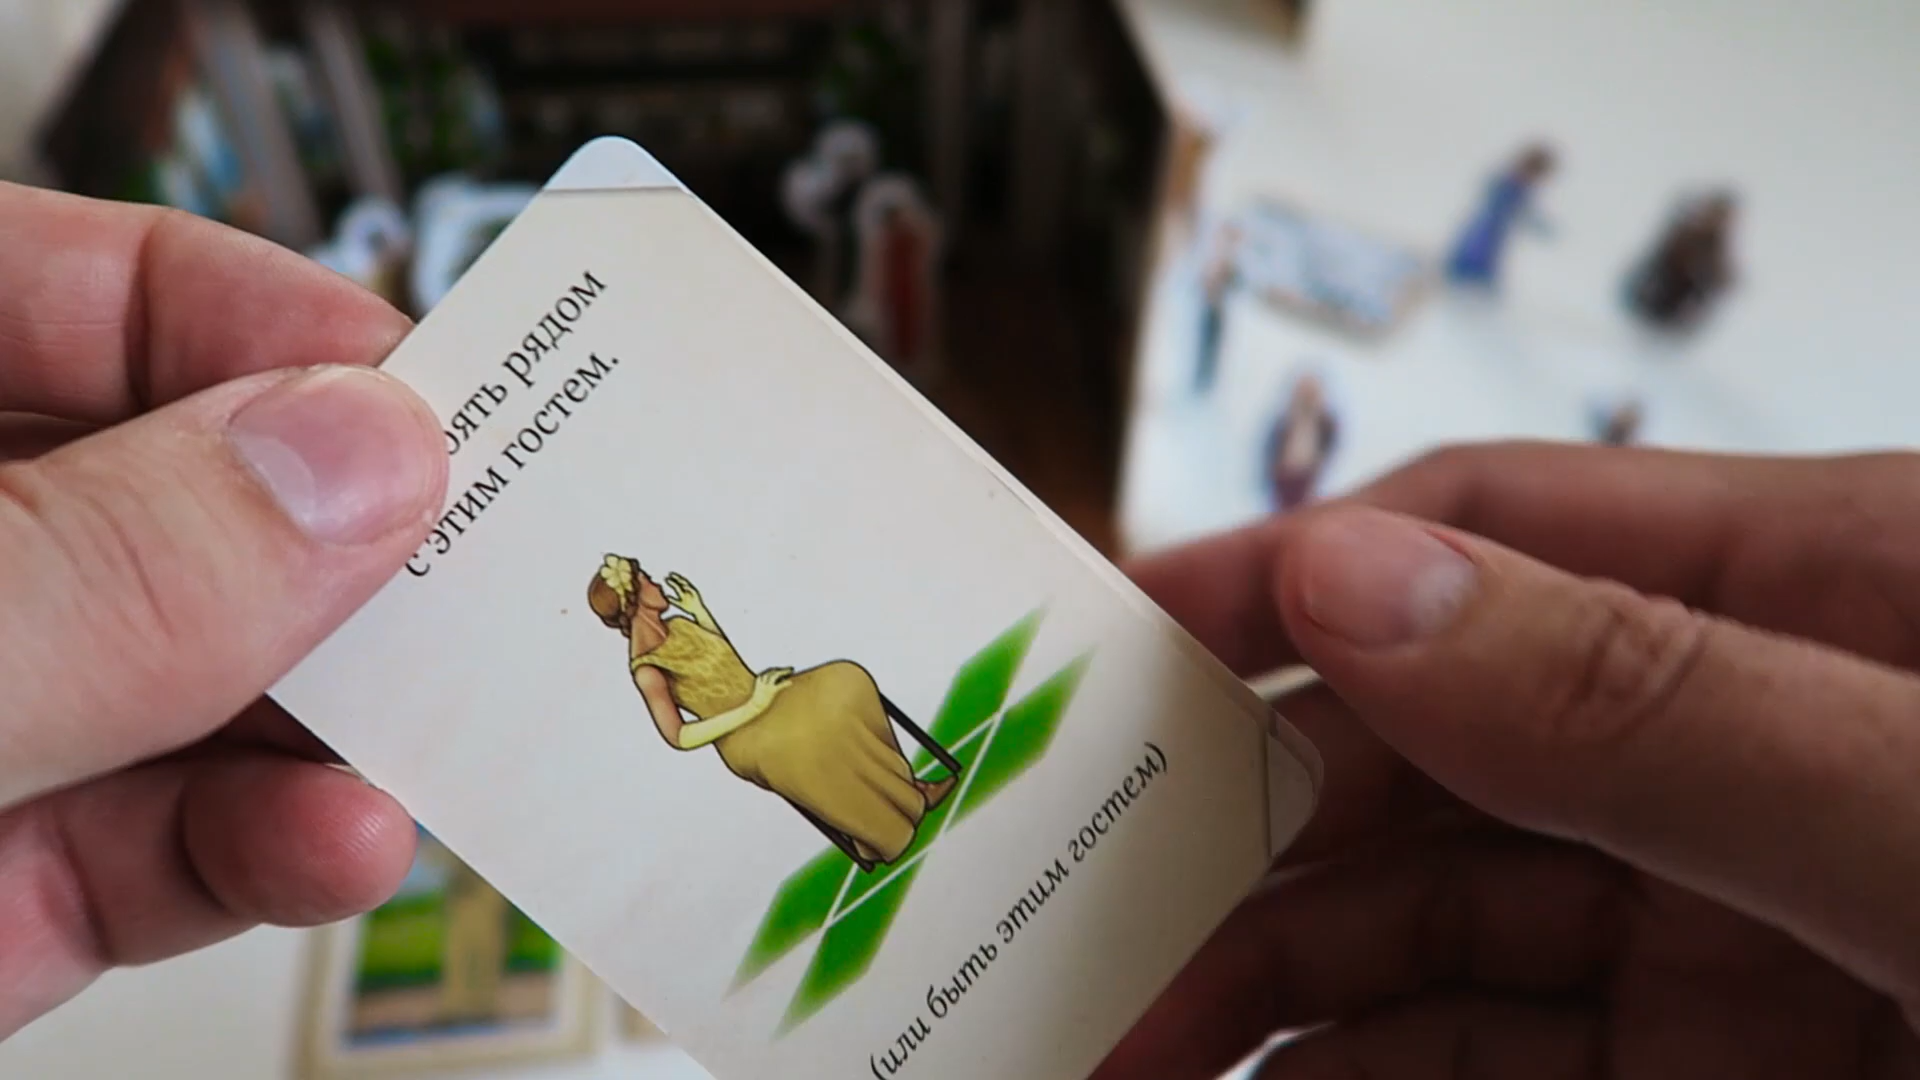 рядом
с этим гостем.
(или быть этим гостем)